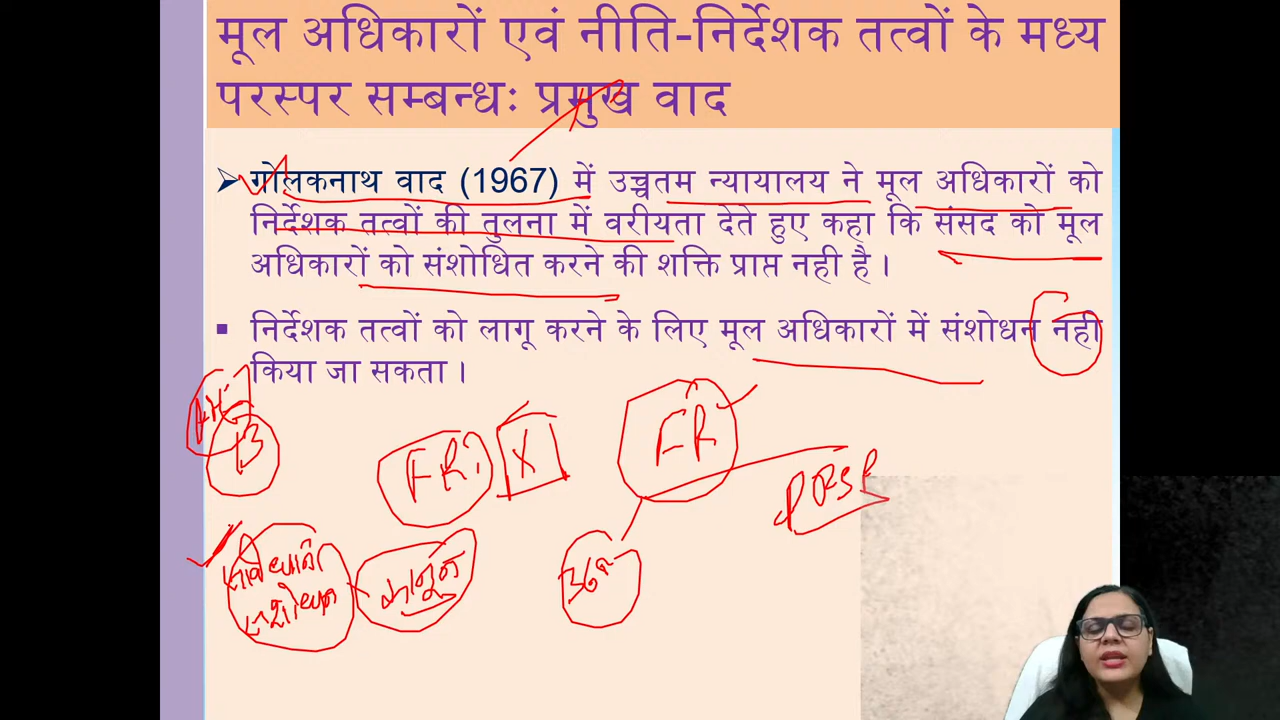 मूल अधिकारों एवं नीति-निर्देशक तत्वों के मध्य
परस्पर सम्बन्धः प्रमुख वाद
➢ गोलकनाथ वाद (1967) में उच्चतम न्यायालय ने मूल अधिकारों को
निर्देशक तत्वों की तुलना में वरीयता देते हुए कहा कि संसद को मूल
अधिकारों को संशोधित करने की शक्ति प्राप्त नही है।
▪ निर्देशक तत्वों को लागू करने के लिए मूल अधिकारों में संशोधन नही
किया जा सकता।
13
FR X
FR
कानून